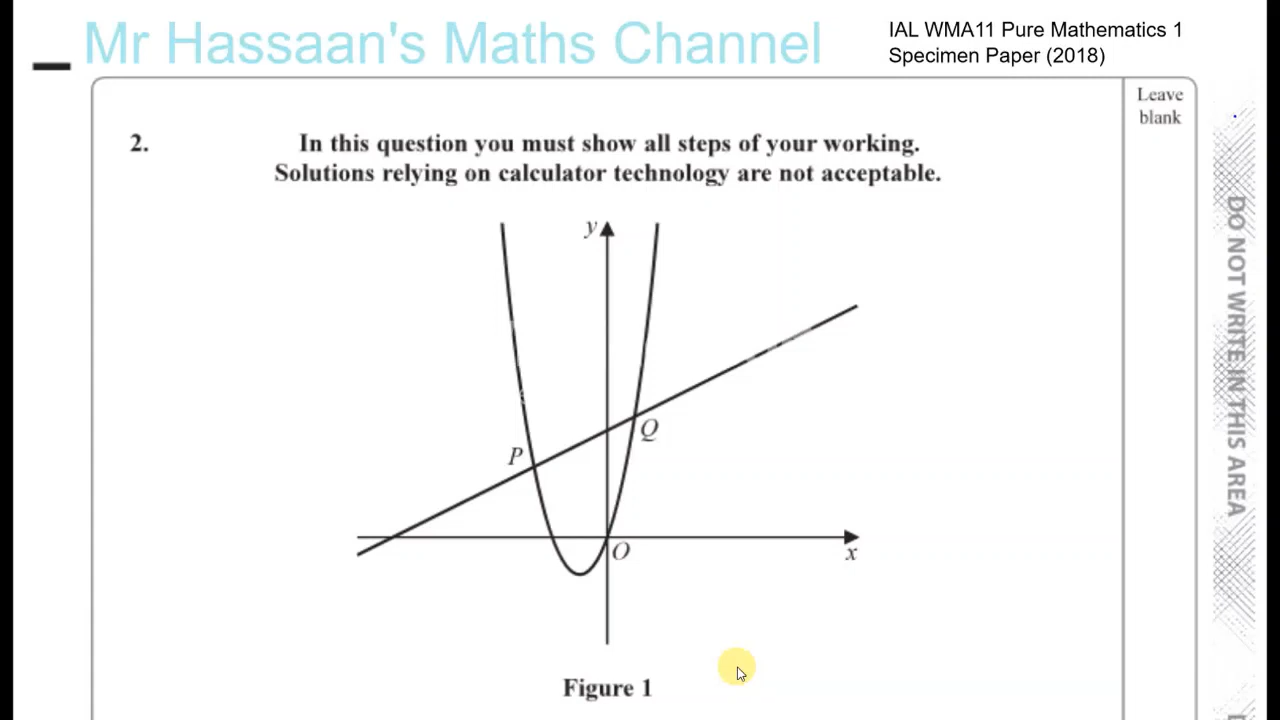 Mr Hassaan's Maths Channel
IAL WMA11 Pure Mathematics 1
Specimen Paper (2018)
Leave
blank
2.
In this question you must show all steps of your working.
Solutions relying on calculator technology are not acceptable.
y
Q
P
O
x
Figure 1
DO NOT WRITE IN THIS AREA